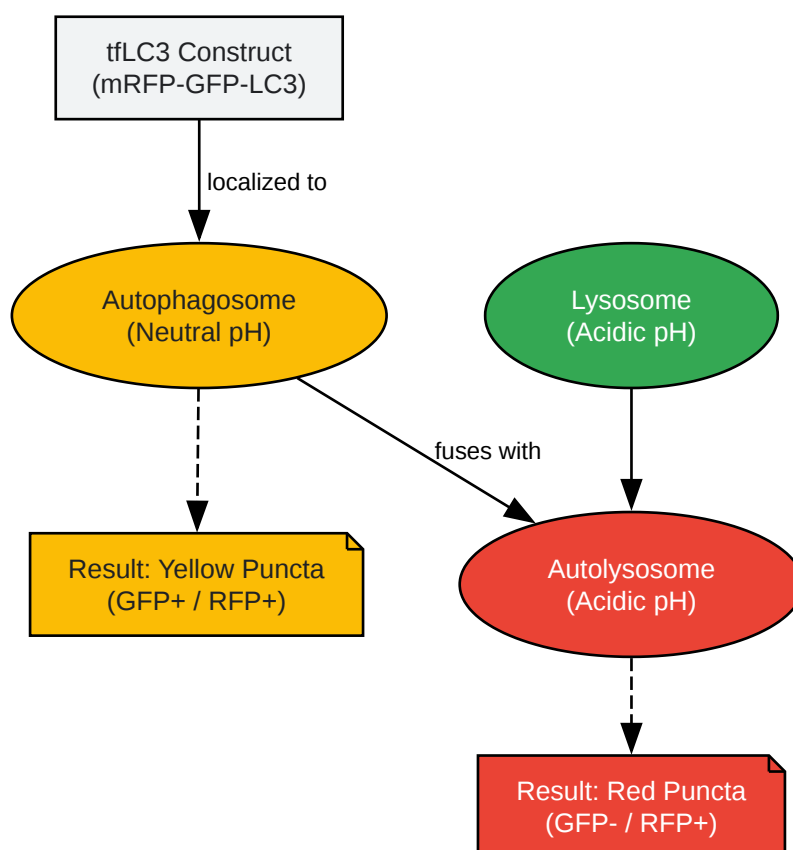 tfLC3 Construct
(mRFP-GFP-LC3)
localized to
Autophagosome
(Neutral pH)
Lysosome
(Acidic pH)
fuses with
Result: Yellow Puncta
(GFP+ / RFP+)
Autolysosome
(Acidic pH)
Result: Red Puncta
(GFP- / RFP+)